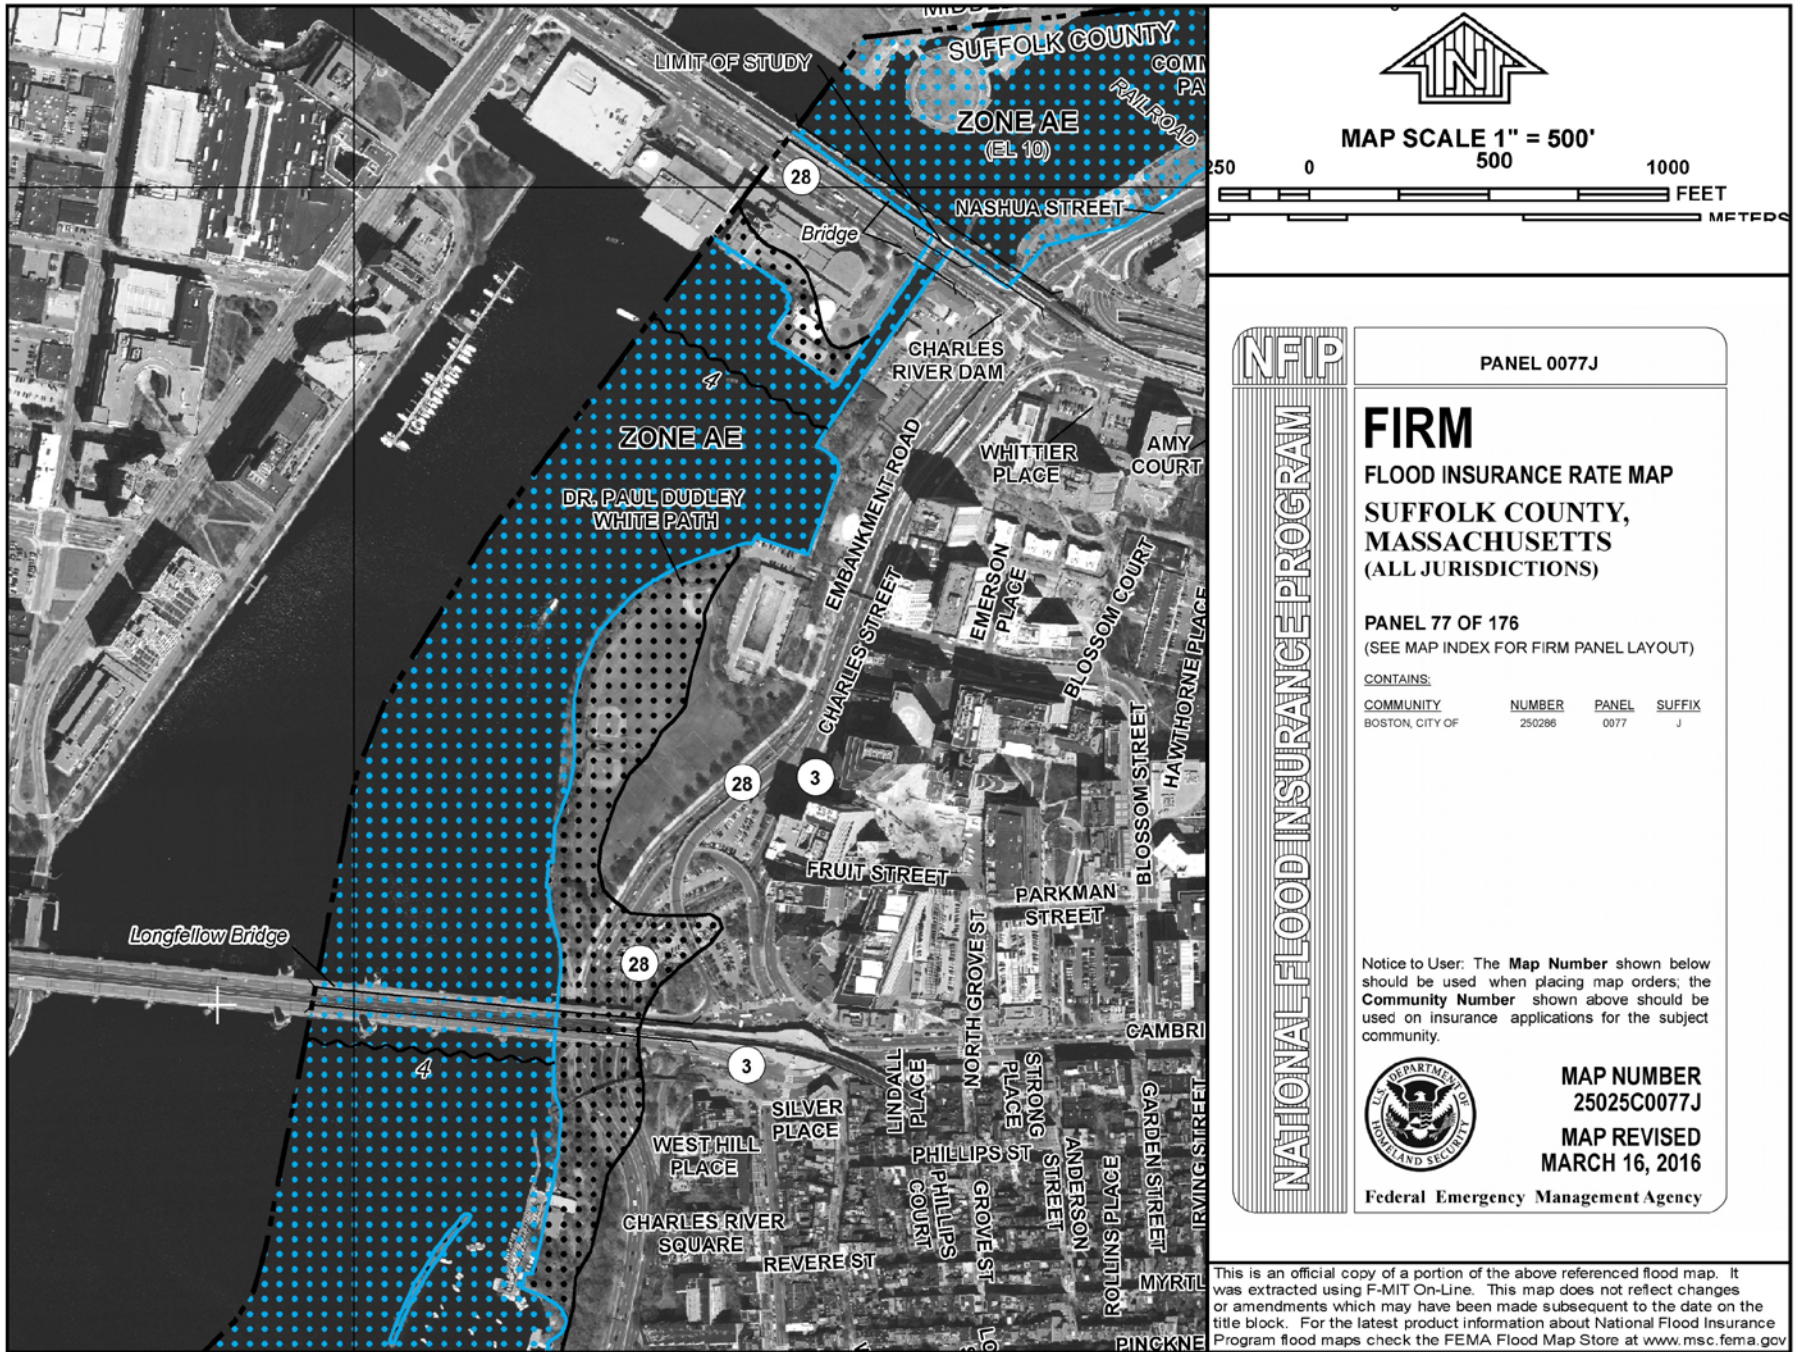 SUFFOLK COUNTY
LIMIT OF STUDY
RAILROAD
ZONE AE
(EL 10)
28
NASHUA STREET
Bridge
CHARLES
RIVER DAM
4
ZONE AE
WHITTIER
PLACE
AMY
COURT
DR. PAUL DUDLEY
WHITE PATH
EMBANKMENT ROAD
CHARLES STREET
EMERSON
PLACE
BLOSSOM COURT
HAWTHORNE PLACE
BLOSSOM STREET
28
3
FRUIT STREET
PARKMAN
STREET
Longfellow Bridge
28
NORTH GROVE ST
CAMBRI
4
3
LINDALL
PLACE
STRONG
PLACE
GARDEN STREET
IRVING STREET
SILVER
PLACE
WEST HILL
PLACE
PHILLIPS ST
PHILLIPS
COURT
GROVE ST
ANDERSON
STREET
ROLLINS PLACE
CHARLES RIVER
SQUARE
REVERE ST
MYRTL
PINCKNE
N
MAP SCALE 1" = 500'
250 0 500 1000
FEET
METERS
NFIP
NATIONAL FLOOD INSURANCE PROGRAM
PANEL 0077J
FIRM
FLOOD INSURANCE RATE MAP
SUFFOLK COUNTY,
MASSACHUSETTS
(ALL JURISDICTIONS)
PANEL 77 OF 176
(SEE MAP INDEX FOR FIRM PANEL LAYOUT)
CONTAINS:
COMMUNITY NUMBER PANEL SUFFIX
BOSTON, CITY OF 250286 0077 J
Notice to User: The Map Number shown below
should be used when placing map orders; the
Community Number shown above should be
used on insurance applications for the subject
community.
U.S. DEPARTMENT OF HOMELAND SECURITY
MAP NUMBER
25025C0077J
MAP REVISED
MARCH 16, 2016
Federal Emergency Management Agency
This is an official copy of a portion of the above referenced flood map. It
was extracted using F-MIT On-Line. This map does not reflect changes
or amendments which may have been made subsequent to the date on the
title block. For the latest product information about National Flood Insurance
Program flood maps check the FEMA Flood Map Store at www.msc.fema.gov